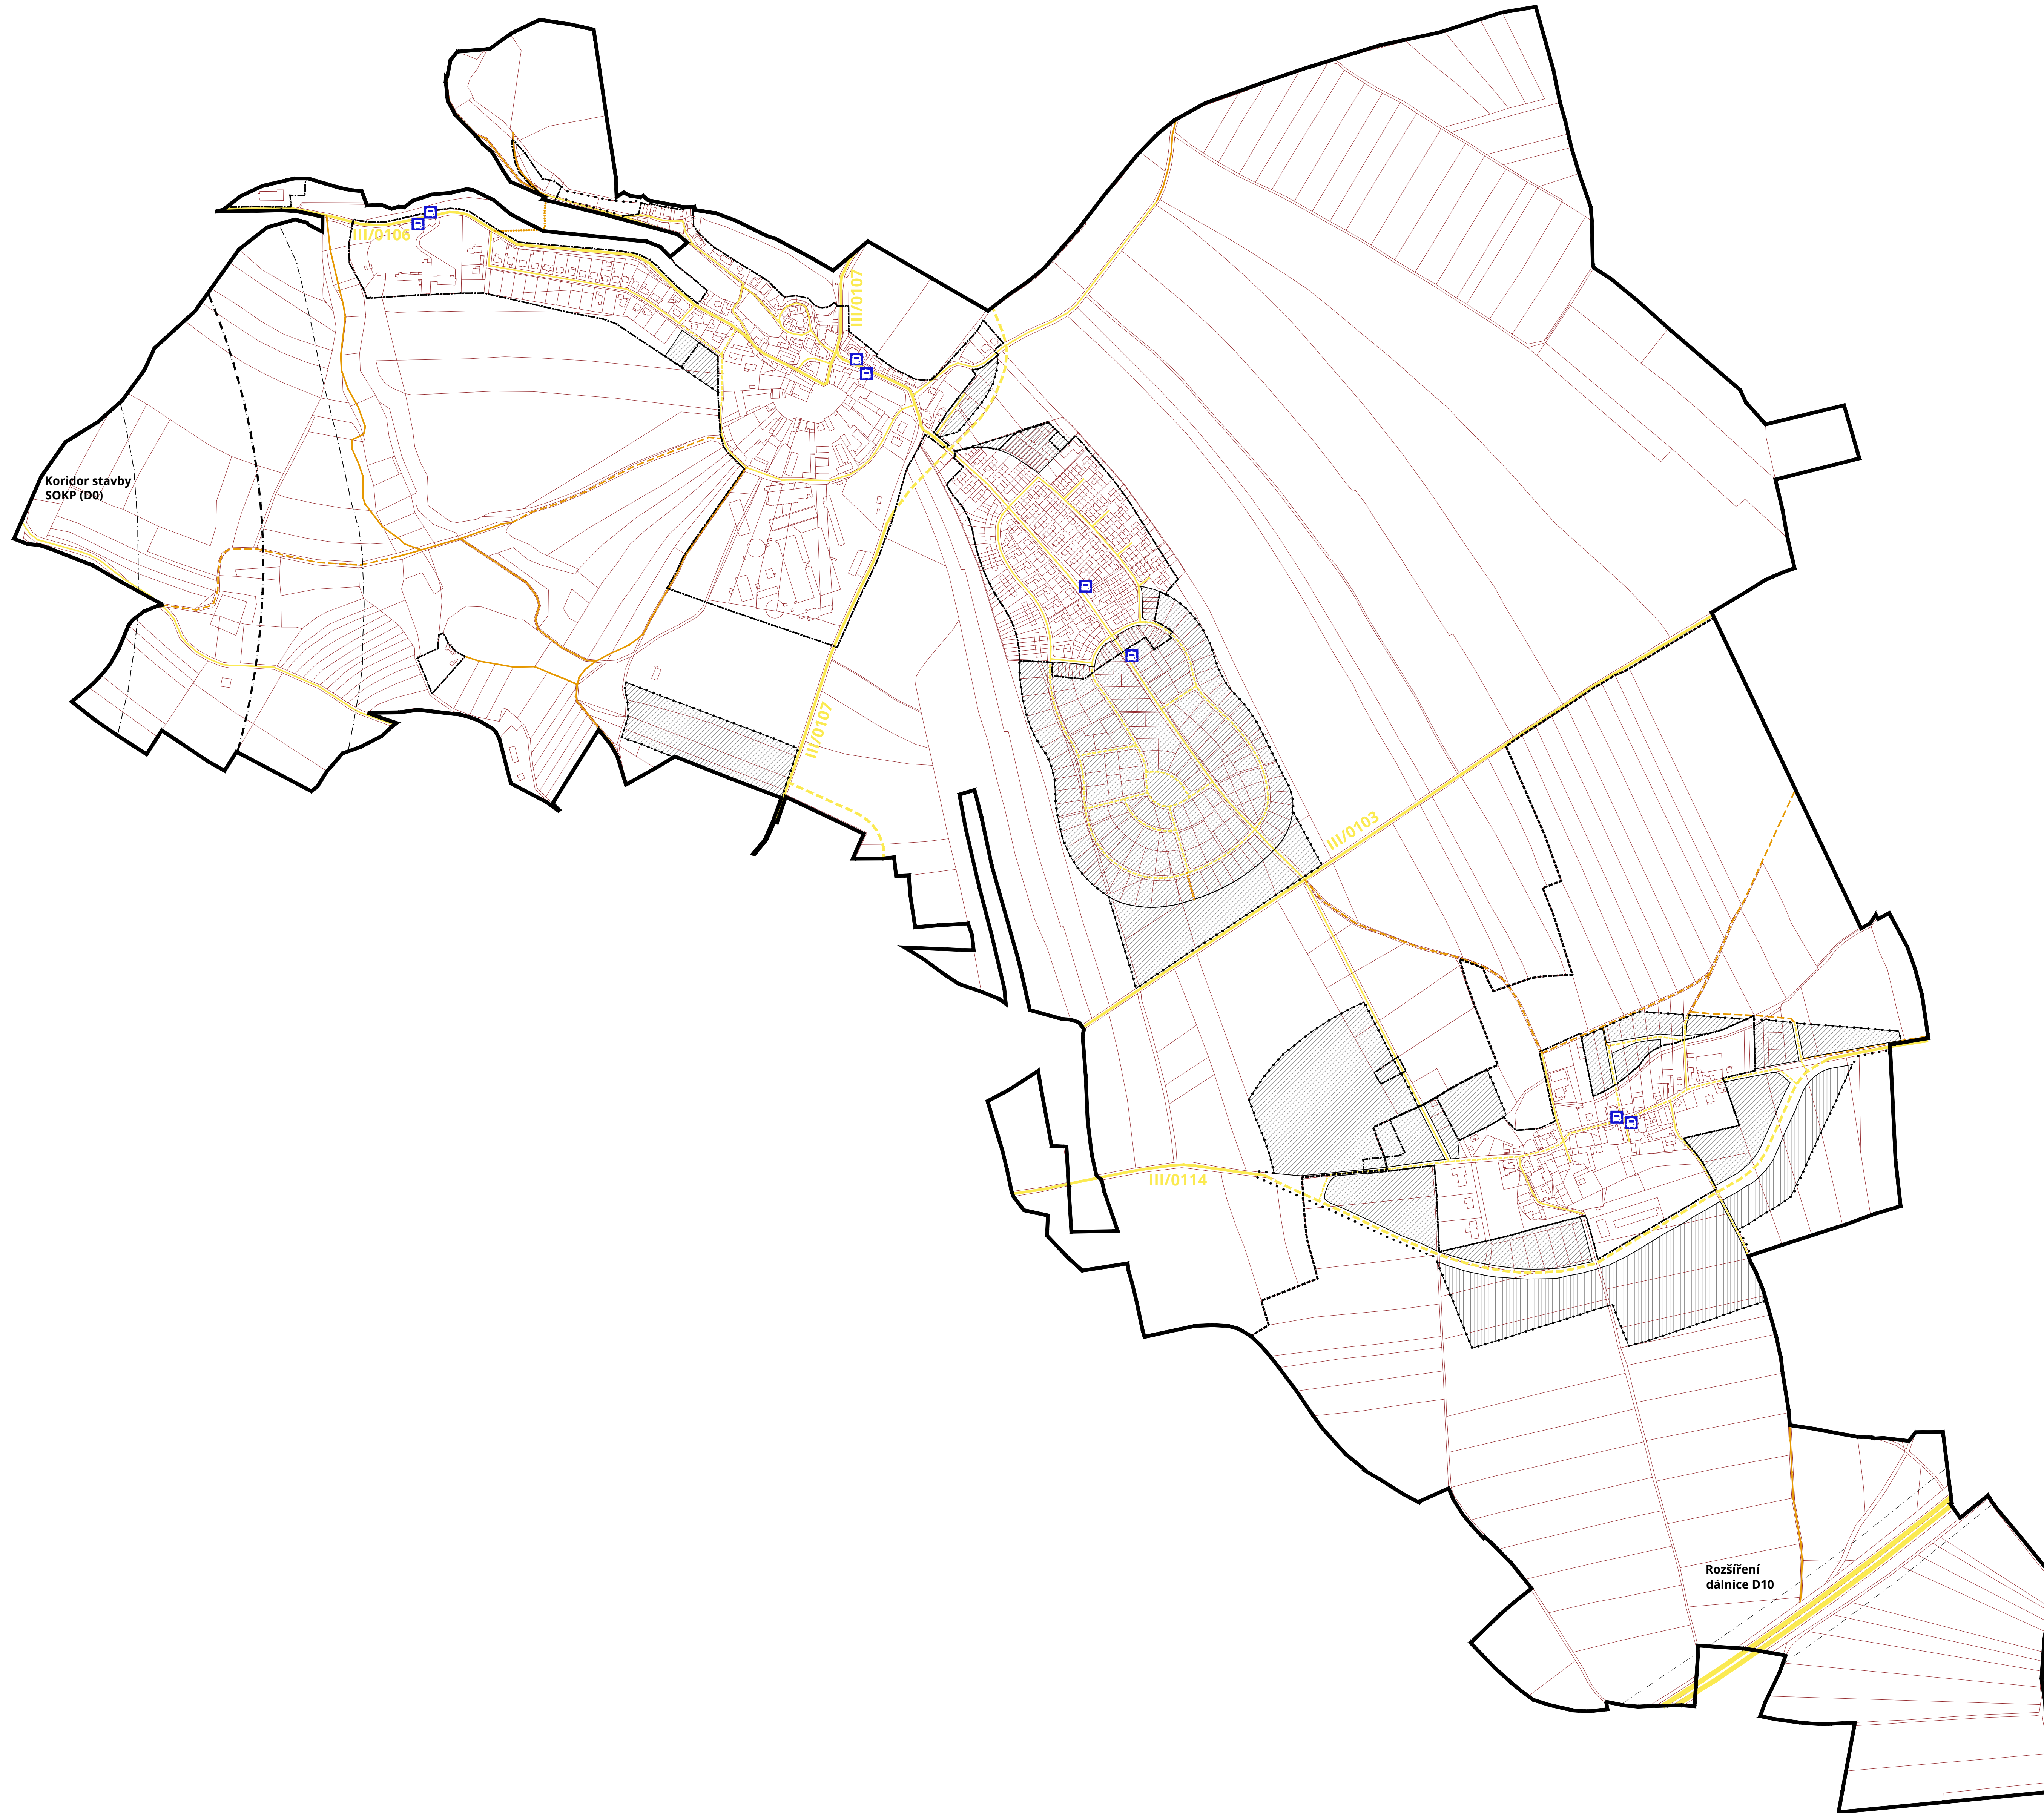 III/0106
III/0107
Koridor stavby
SOKP (D0)
III/0107
III/0103
III/0114
Rozšíření
dálnice D10